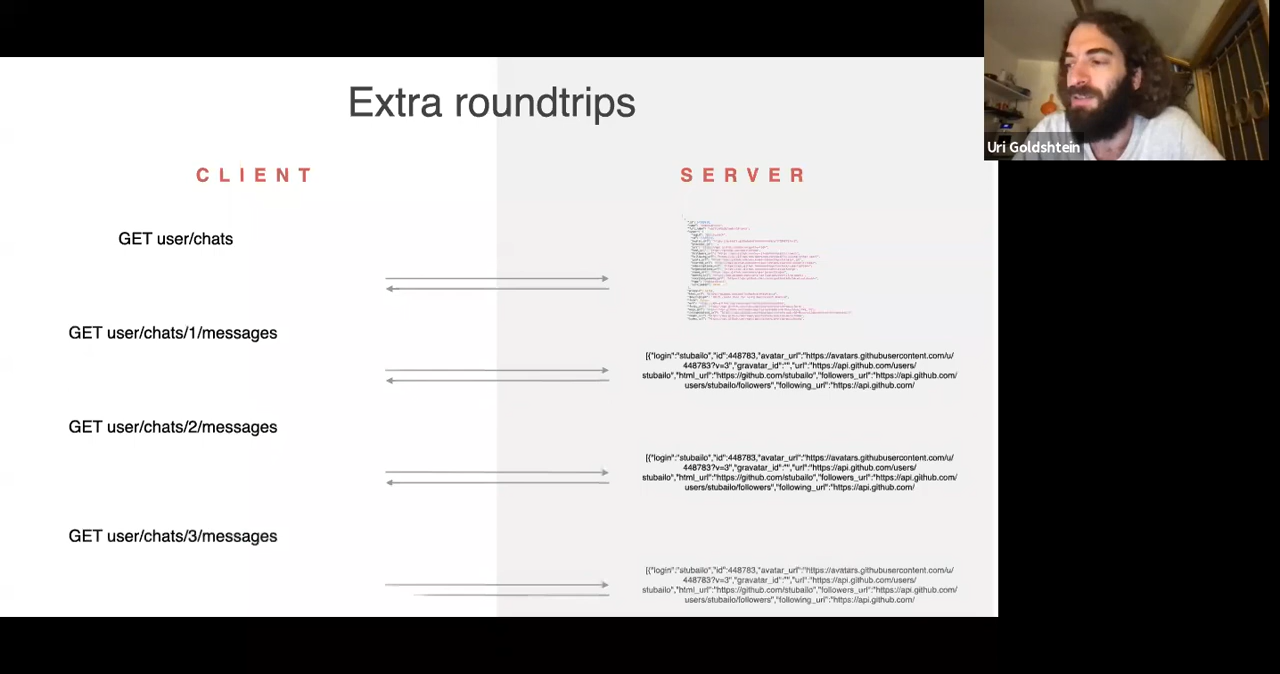 Extra roundtrips
Uri Goldshtein
CLIENT
SERVER
GET user/chats
GET user/chats/1/messages
[{"login":"stubailo","id":448783,"avatar_url":"https://avatars.githubusercontent.com/u/
448783?v=3","gravatar_id":"","url":"https://api.github.com/users/
stubailo","html_url":"https://github.com/stubailo","followers_url":"https://api.github.com/
users/stubailo/followers","following_url":"https://api.github.com/
GET user/chats/2/messages
[{"login":"stubailo","id":448783,"avatar_url":"https://avatars.githubusercontent.com/u/
448783?v=3","gravatar_id":"","url":"https://api.github.com/users/
stubailo","html_url":"https://github.com/stubailo","followers_url":"https://api.github.com/
users/stubailo/followers","following_url":"https://api.github.com/
GET user/chats/3/messages
[{"login":"stubailo","id":448783,"avatar_url":"https://avatars.githubusercontent.com/u/
448783?v=3","gravatar_id":"","url":"https://api.github.com/users/
stubailo","html_url":"https://github.com/stubailo","followers_url":"https://api.github.com/
users/stubailo/followers","following_url":"https://api.github.com/